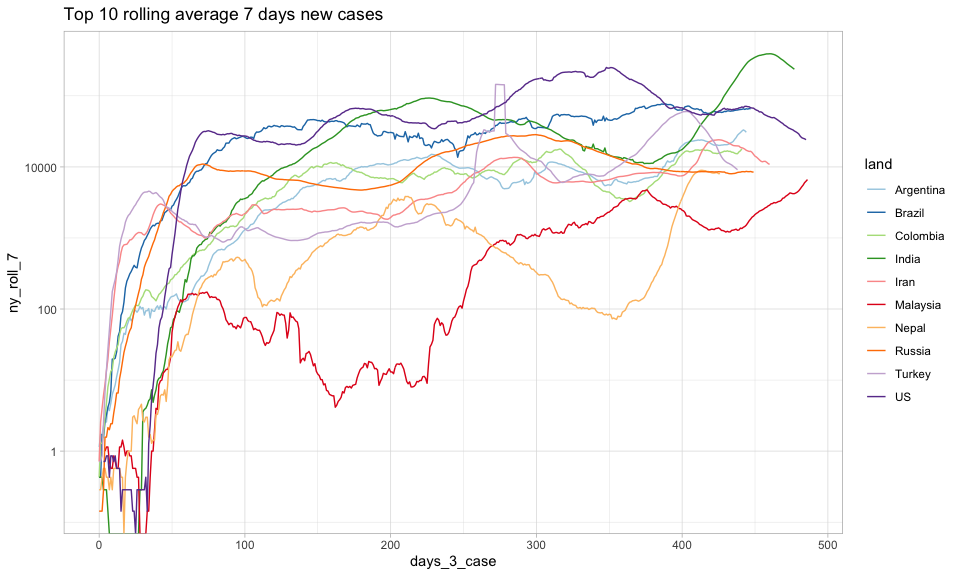 Top 10 rolling average 7 days new cases
ny_roll_7
10000
100
1
0
100
200
300
400
500
days_3_case
land
Argentina
Brazil
Colombia
India
Iran
Malaysia
Nepal
Russia
Turkey
US